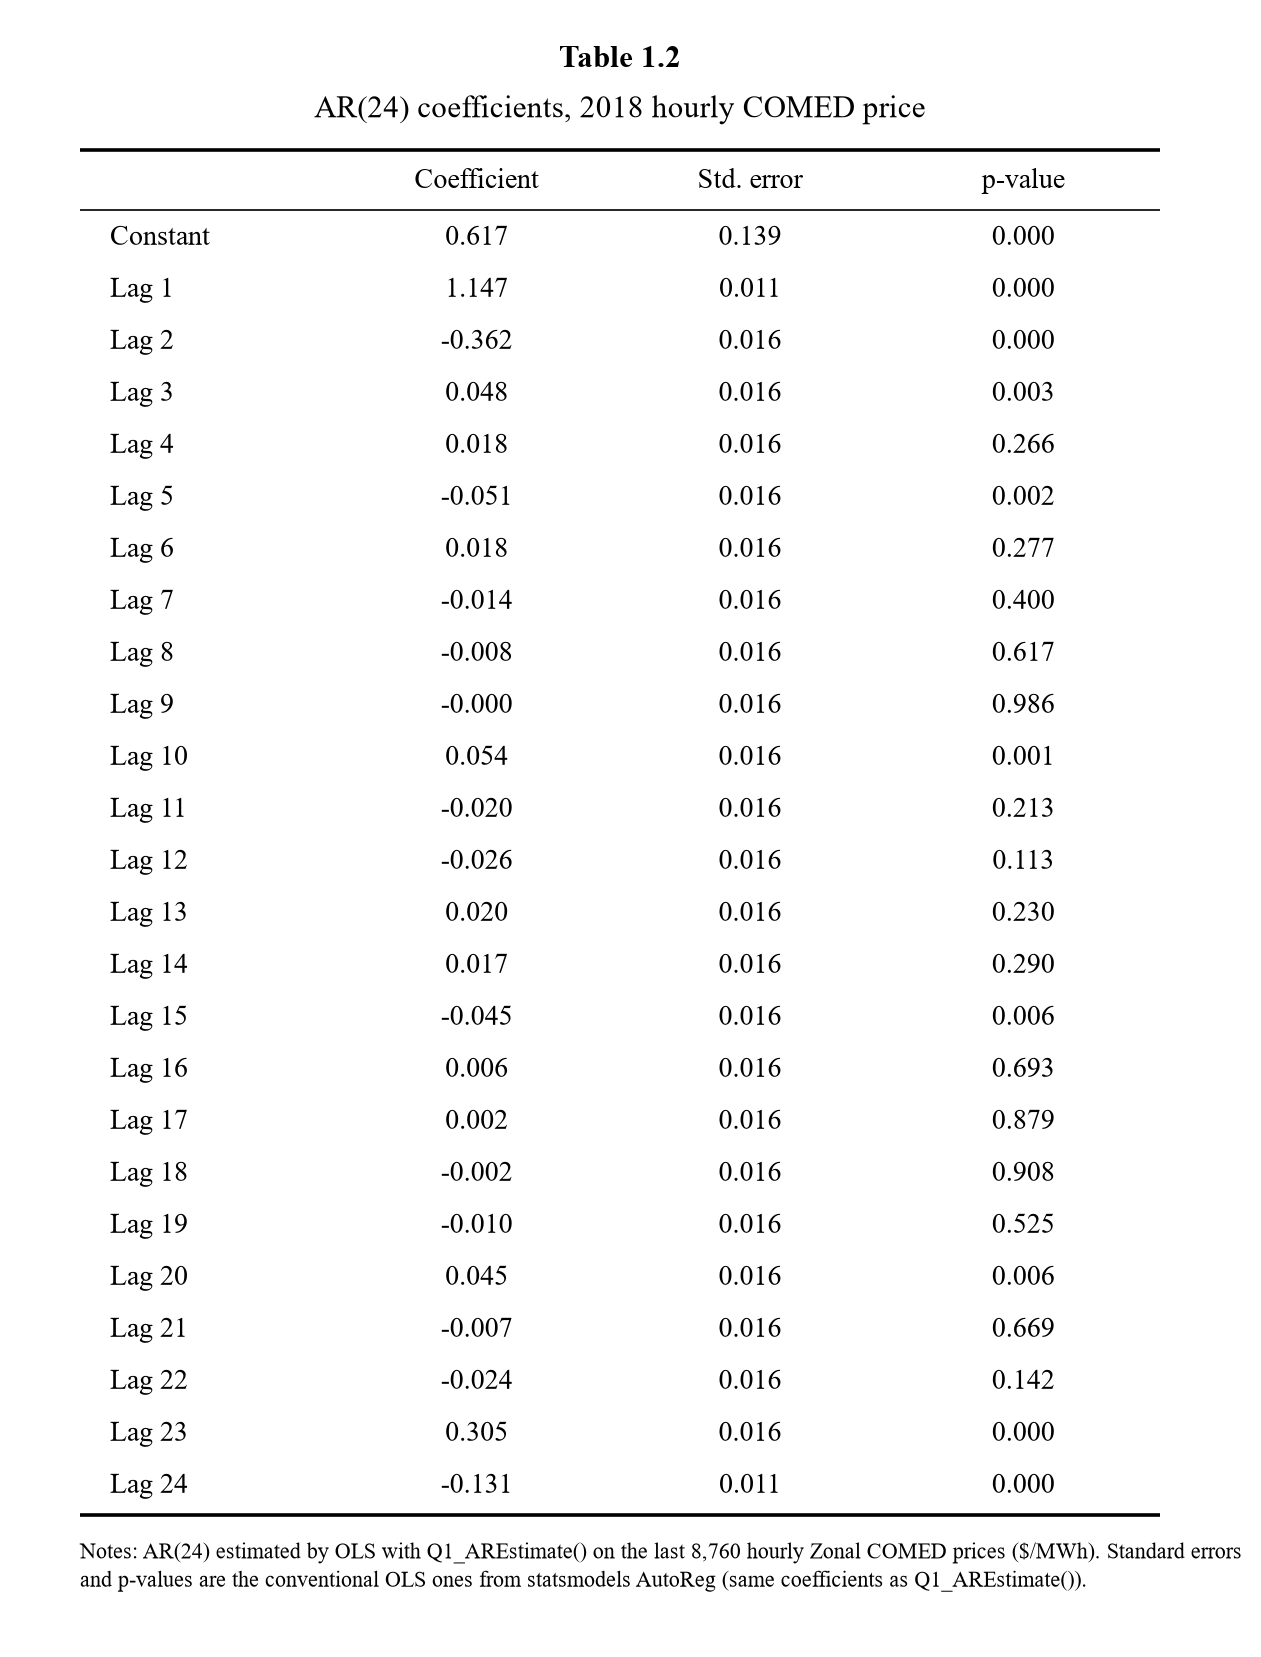 Table 1.2
AR(24) coefficients, 2018 hourly COMED price
Coefficient Std. error p-value
Constant 0.617 0.139 0.000
Lag 1 1.147 0.011 0.000
Lag 2 -0.362 0.016 0.000
Lag 3 0.048 0.016 0.003
Lag 4 0.018 0.016 0.266
Lag 5 -0.051 0.016 0.002
Lag 6 0.018 0.016 0.277
Lag 7 -0.014 0.016 0.400
Lag 8 -0.008 0.016 0.617
Lag 9 -0.000 0.016 0.986
Lag 10 0.054 0.016 0.001
Lag 11 -0.020 0.016 0.213
Lag 12 -0.026 0.016 0.113
Lag 13 0.020 0.016 0.230
Lag 14 0.017 0.016 0.290
Lag 15 -0.045 0.016 0.006
Lag 16 0.006 0.016 0.693
Lag 17 0.002 0.016 0.879
Lag 18 -0.002 0.016 0.908
Lag 19 -0.010 0.016 0.525
Lag 20 0.045 0.016 0.006
Lag 21 -0.007 0.016 0.669
Lag 22 -0.024 0.016 0.142
Lag 23 0.305 0.016 0.000
Lag 24 -0.131 0.011 0.000
Notes: AR(24) estimated by OLS with Q1_AREstimate() on the last 8,760 hourly Zonal COMED prices ($/MWh). Standard errors
and p-values are the conventional OLS ones from statsmodels AutoReg (same coefficients as Q1_AREstimate()).